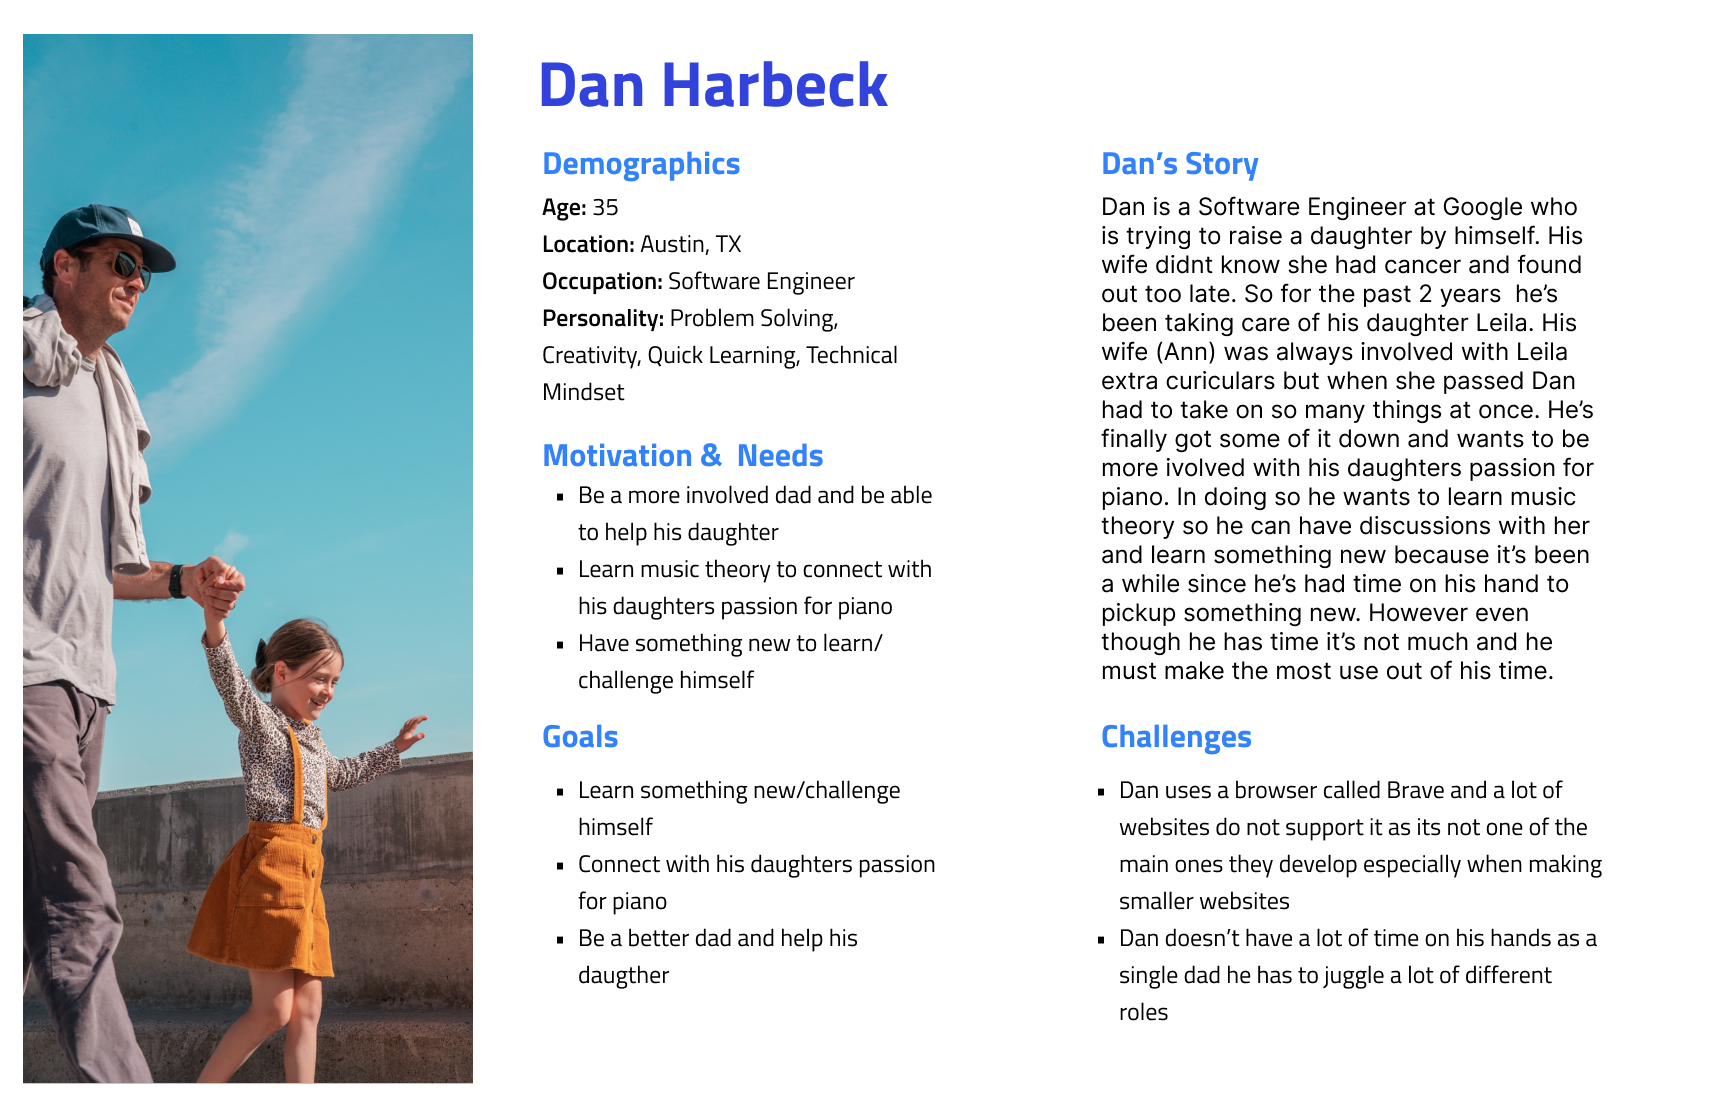 Dan Harbeck
Demographics
Age: 35
Location: Austin, TX
Occupation: Software Engineer
Personality: Problem Solving,
Creativity, Quick Learning, Technical
Mindset
Motivation &  Needs
▪ Be a more involved dad and be able
to help his daughter
▪ Learn music theory to connect with
his daughters passion for piano
▪ Have something new to learn/
challenge himself
Goals
▪ Learn something new/challenge
himself
▪ Connect with his daughters passion
for piano
▪ Be a better dad and help his
daugther
Dan’s Story
Dan is a Software Engineer at Google who
is trying to raise a daughter by himself. His
wife didnt know she had cancer and found
out too late. So for the past 2 years  he’s
been taking care of his daughter Leila. His
wife (Ann) was always involved with Leila
extra curiculars but when she passed Dan
had to take on so many things at once. He’s
finally got some of it down and wants to be
more ivolved with his daughters passion for
piano. In doing so he wants to learn music
theory so he can have discussions with her
and learn something new because it’s been
a while since he’s had time on his hand to
pickup something new. However even
though he has time it’s not much and he
must make the most use out of his time.
Challenges
▪ Dan uses a browser called Brave and a lot of
websites do not support it as its not one of the
main ones they develop especially when making
smaller websites
▪ Dan doesn’t have a lot of time on his hands as a
single dad he has to juggle a lot of different
roles